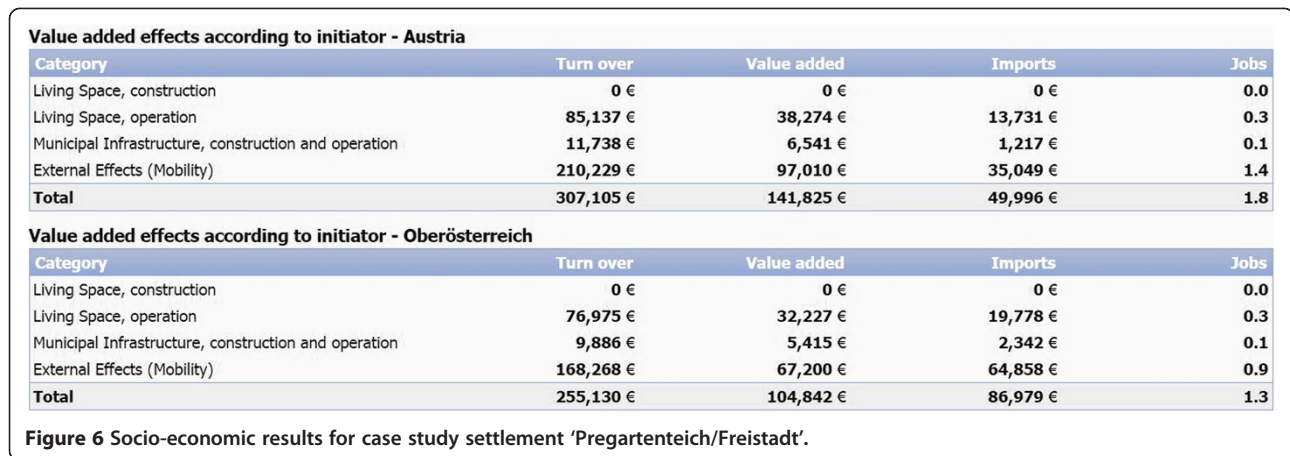 Value added effects according to initiator - Austria
Category Turn over Value added Imports Jobs
Living Space, construction 0 € 0 € 0 € 0.0
Living Space, operation 85,137 € 38,274 € 13,731 € 0.3
Municipal Infrastructure, construction and operation 11,738 € 6,541 € 1,217 € 0.1
External Effects (Mobility) 210,229 € 97,010 € 35,049 € 1.4
Total 307,105 € 141,825 € 49,996 € 1.8
Value added effects according to initiator - Oberösterreich
Category Turn over Value added Imports Jobs
Living Space, construction 0 € 0 € 0 € 0.0
Living Space, operation 76,975 € 32,227 € 19,778 € 0.3
Municipal Infrastructure, construction and operation 9,886 € 5,415 € 2,342 € 0.1
External Effects (Mobility) 168,268 € 67,200 € 64,858 € 0.9
Total 255,130 € 104,842 € 86,979 € 1.3
Figure 6 Socio-economic results for case study settlement ‘Pregartenteich/Freistadt’.